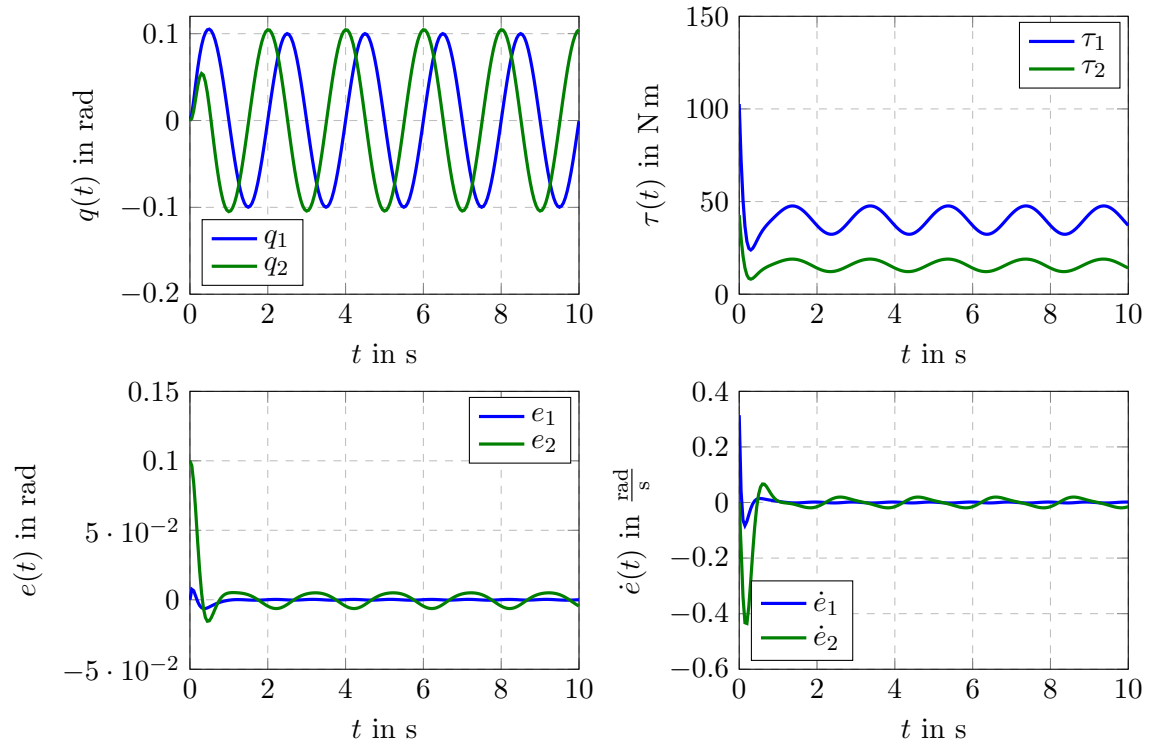 0.1
0
−0.1
−0.2
q(t) in rad
q₁
q₂
0 2 4 6 8 10
t in s
150
100
50
0
τ(t) in N m
τ₁
τ₂
0 2 4 6 8 10
t in s
0.15
0.1
5 · 10⁻²
0
−5 · 10⁻²
e(t) in rad
e₁
e₂
0 2 4 6 8 10
t in s
0.4
0.2
0
−0.2
−0.4
−0.6
ė(t) in rad/s
ė₁
ė₂
0 2 4 6 8 10
t in s